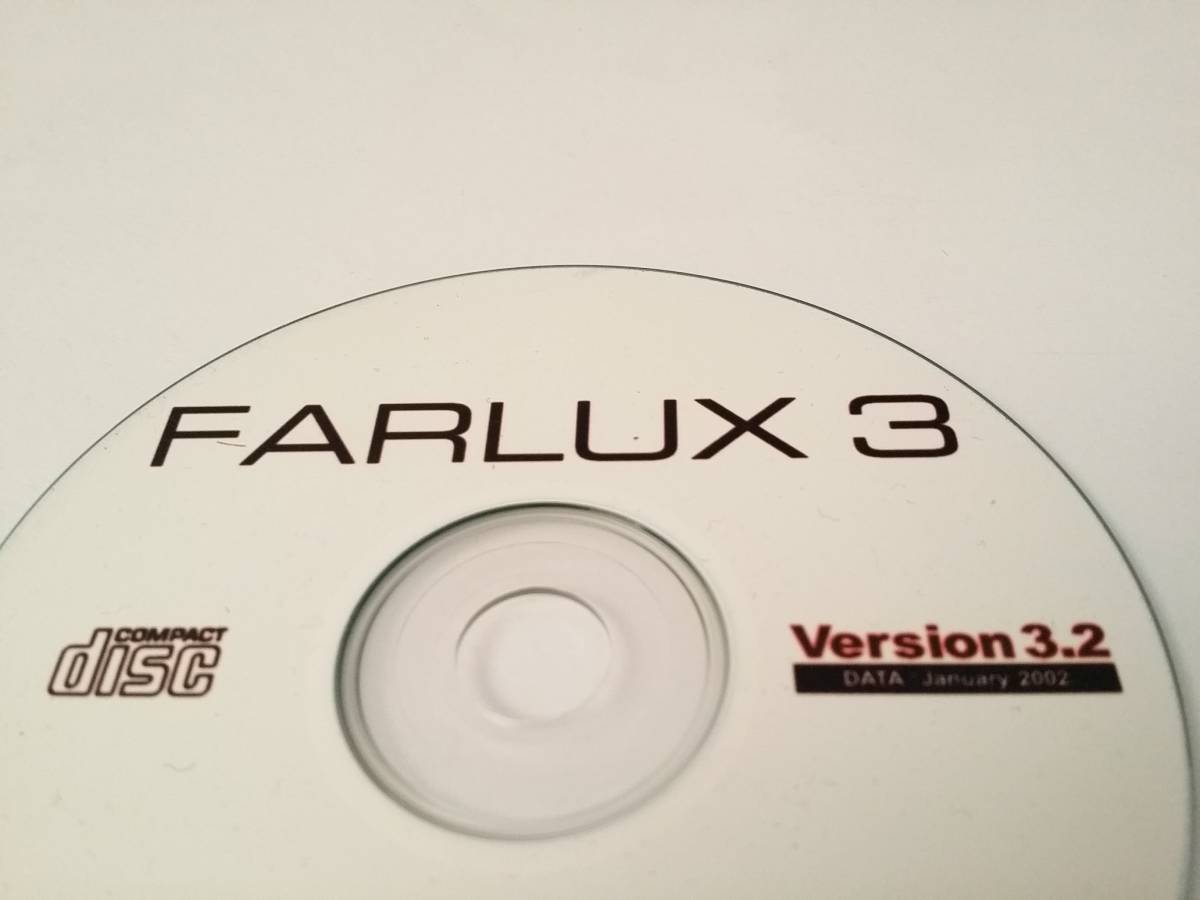 FARLUX 3
COMPACT
disc
Version 3.2
DATA January 2002